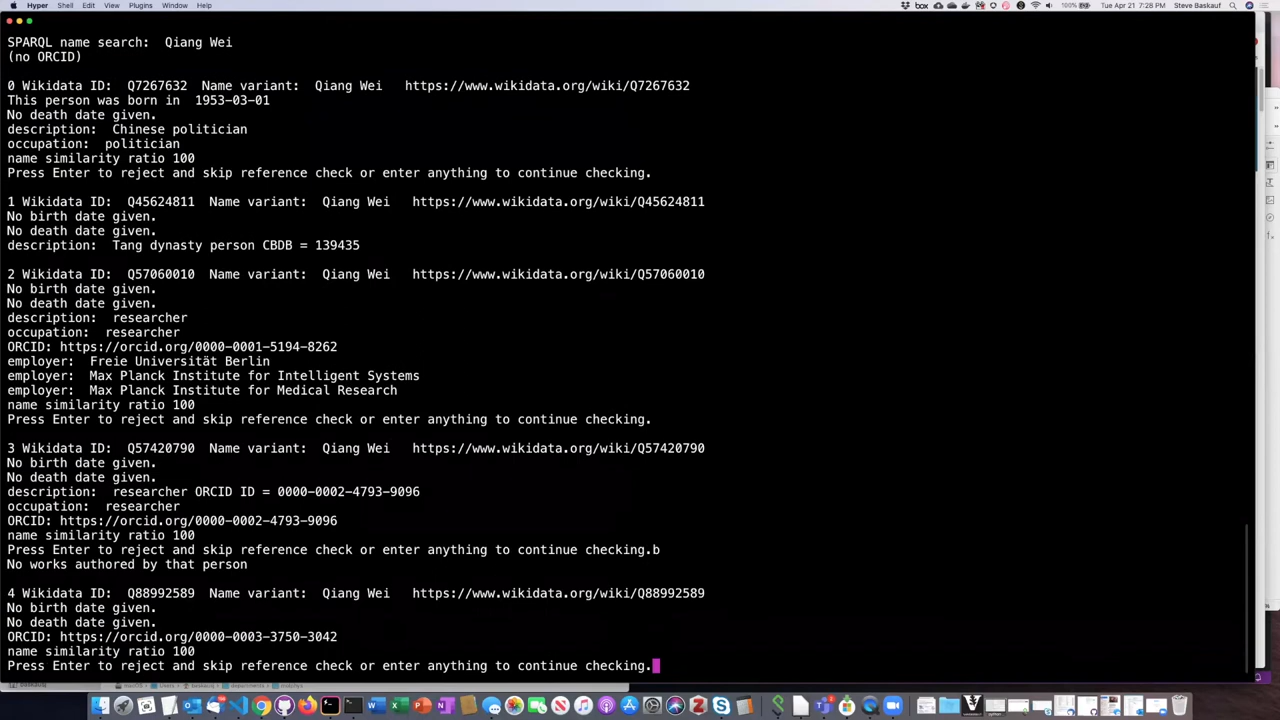 Hyper Shell Edit View Plugins Window Help
box
100%
Tue Apr 21 7:28 PM Steve Baskauf
SPARQL name search: Qiang Wei
(no ORCID)
0 Wikidata ID: Q7267632 Name variant: Qiang Wei https://www.wikidata.org/wiki/Q7267632
This person was born in 1953-03-01
No death date given.
description: Chinese politician
occupation: politician
name similarity ratio 100
Press Enter to reject and skip reference check or enter anything to continue checking.
1 Wikidata ID: Q45624811 Name variant: Qiang Wei https://www.wikidata.org/wiki/Q45624811
No birth date given.
No death date given.
description: Tang dynasty person CBDB = 139435
2 Wikidata ID: Q57060010 Name variant: Qiang Wei https://www.wikidata.org/wiki/Q57060010
No birth date given.
No death date given.
description: researcher
occupation: researcher
ORCID: https://orcid.org/0000-0001-5194-8262
employer: Freie Universität Berlin
employer: Max Planck Institute for Intelligent Systems
employer: Max Planck Institute for Medical Research
name similarity ratio 100
Press Enter to reject and skip reference check or enter anything to continue checking.
3 Wikidata ID: Q57420790 Name variant: Qiang Wei https://www.wikidata.org/wiki/Q57420790
No birth date given.
No death date given.
description: researcher ORCID ID = 0000-0002-4793-9096
occupation: researcher
ORCID: https://orcid.org/0000-0002-4793-9096
name similarity ratio 100
Press Enter to reject and skip reference check or enter anything to continue checking.b
No works authored by that person
4 Wikidata ID: Q88992589 Name variant: Qiang Wei https://www.wikidata.org/wiki/Q88992589
No birth date given.
No death date given.
ORCID: https://orcid.org/0000-0003-3750-3042
name similarity ratio 100
Press Enter to reject and skip reference check or enter anything to continue checking.